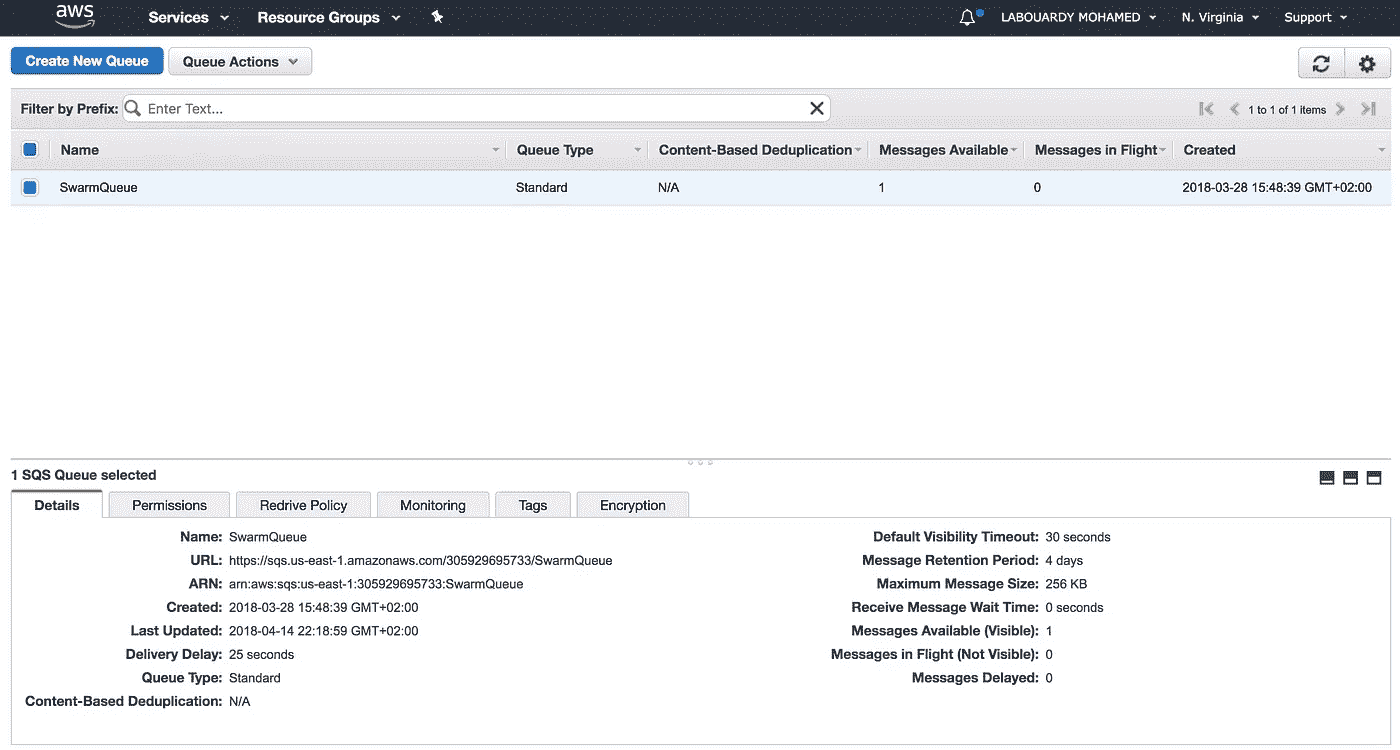 aws Services Resource Groups LABOUARDY MOHAMED N. Virginia Support
Create New Queue Queue Actions
Filter by Prefix: Enter Text... 1 to 1 of 1 items
Name Queue Type Content-Based Deduplication Messages Available Messages in Flight Created
SwarmQueue Standard N/A 1 0 2018-03-28 15:48:39 GMT+02:00
1 SQS Queue selected
Details Permissions Redrive Policy Monitoring Tags Encryption
Name: SwarmQueue
URL: https://sqs.us-east-1.amazonaws.com/305929695733/SwarmQueue
ARN: arn:aws:sqs:us-east-1:305929695733:SwarmQueue
Created: 2018-03-28 15:48:39 GMT+02:00
Last Updated: 2018-04-14 22:18:59 GMT+02:00
Delivery Delay: 25 seconds
Queue Type: Standard
Content-Based Deduplication: N/A
Default Visibility Timeout: 30 seconds
Message Retention Period: 4 days
Maximum Message Size: 256 KB
Receive Message Wait Time: 0 seconds
Messages Available (Visible): 1
Messages in Flight (Not Visible): 0
Messages Delayed: 0